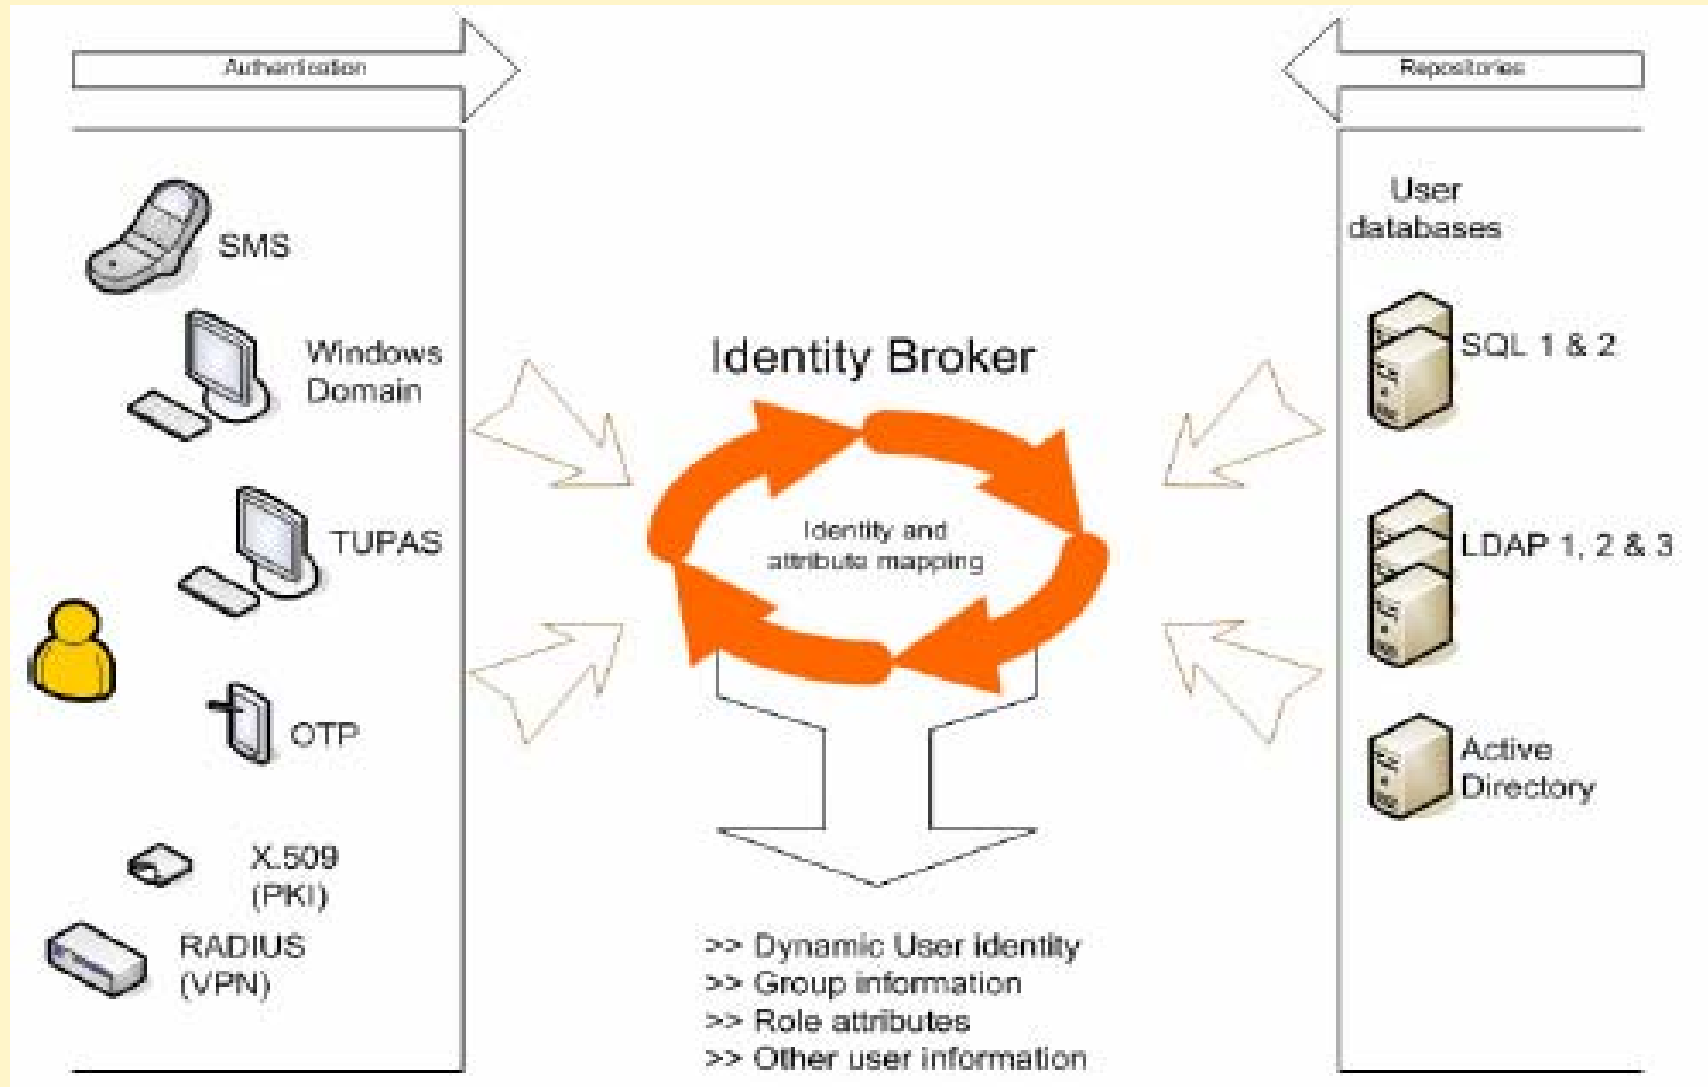 Authentication
Repositories
SMS
Windows
Domain
TUPAS
OTP
X.509
(PKI)
RADIUS
(VPN)
Identity Broker
Identity and
attribute mapping
>> Dynamic User identity
>> Group information
>> Role attributes
>> Other user information
User
databases
SQL 1 & 2
LDAP 1, 2 & 3
Active
Directory